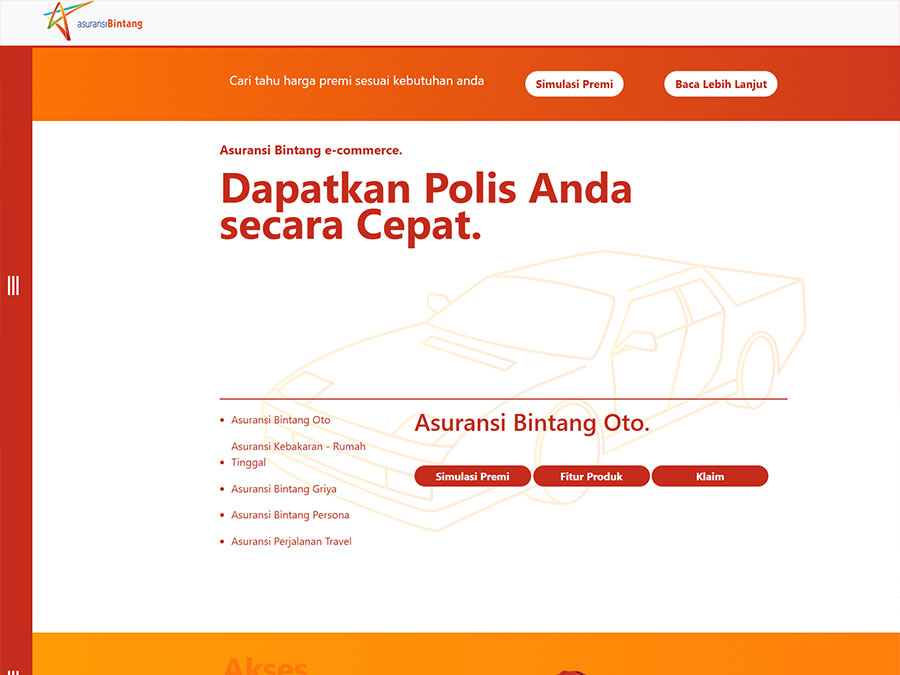 asuransiBintang
Cari tahu harga premi sesuai kebutuhan anda
Simulasi Premi
Baca Lebih Lanjut
Asuransi Bintang e-commerce.
Dapatkan Polis Anda
secara Cepat.
• Asuransi Bintang Oto
Asuransi Kebakaran - Rumah
• Tinggal
• Asuransi Bintang Griya
• Asuransi Bintang Persona
• Asuransi Perjalanan Travel
Asuransi Bintang Oto.
Simulasi Premi
Fitur Produk
Klaim
Akses